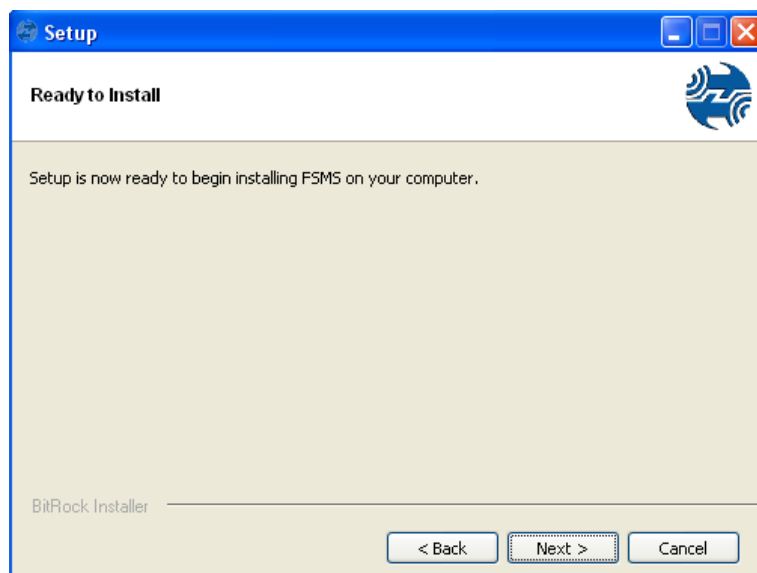 Setup
Ready to Install
Setup is now ready to begin installing FSMS on your computer.
BitRock Installer
< Back
Next >
Cancel